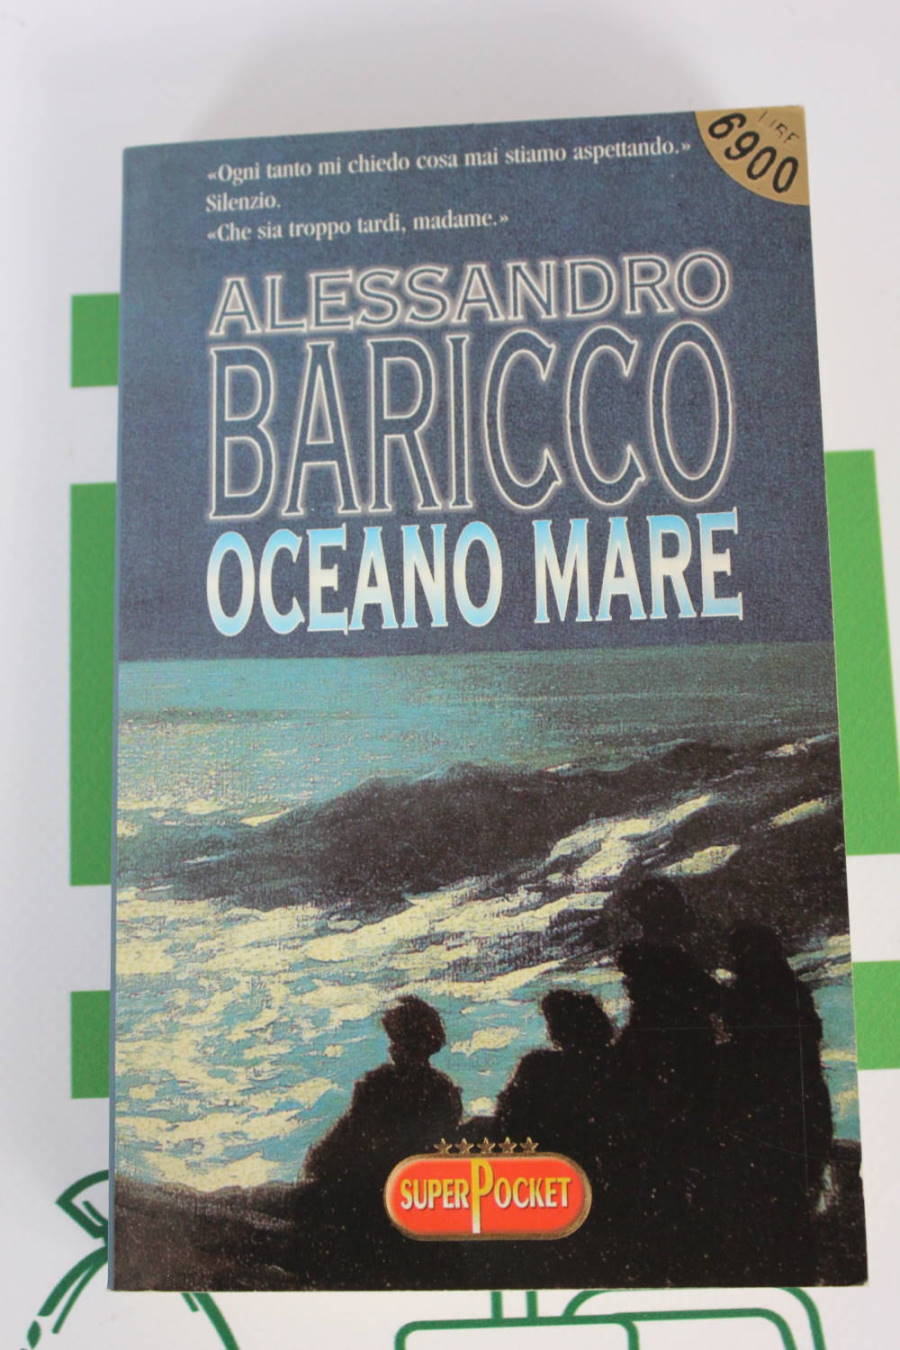 «Ogni tanto mi chiedo cosa mai stiamo aspettando.»
Silenzio.
«Che sia troppo tardi, madame.»
LIRE
6900
ALESSANDRO
BARICCO
OCEANO MARE
SUPERPOCKET